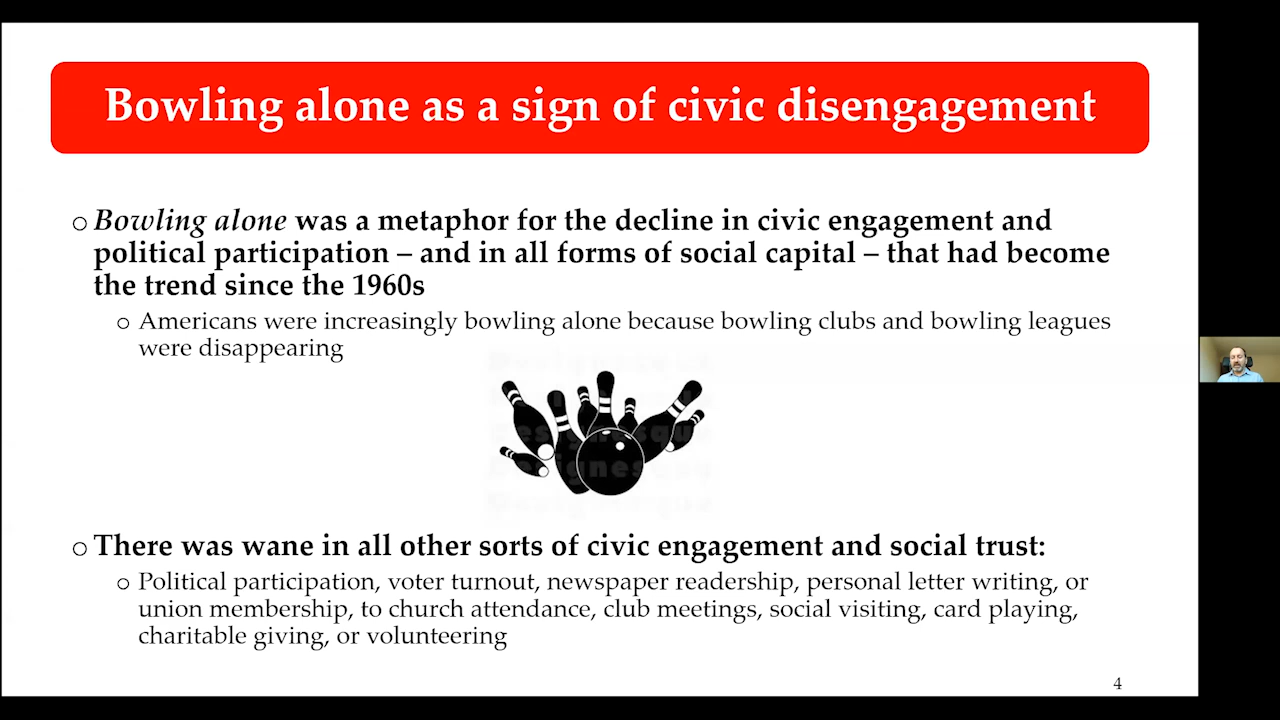 Bowling alone as a sign of civic disengagement
Bowling alone was a metaphor for the decline in civic engagement and
political participation – and in all forms of social capital – that had become
the trend since the 1960s
Americans were increasingly bowling alone because bowling clubs and bowling leagues
were disappearing
There was wane in all other sorts of civic engagement and social trust:
Political participation, voter turnout, newspaper readership, personal letter writing, or
union membership, to church attendance, club meetings, social visiting, card playing,
charitable giving, or volunteering
4